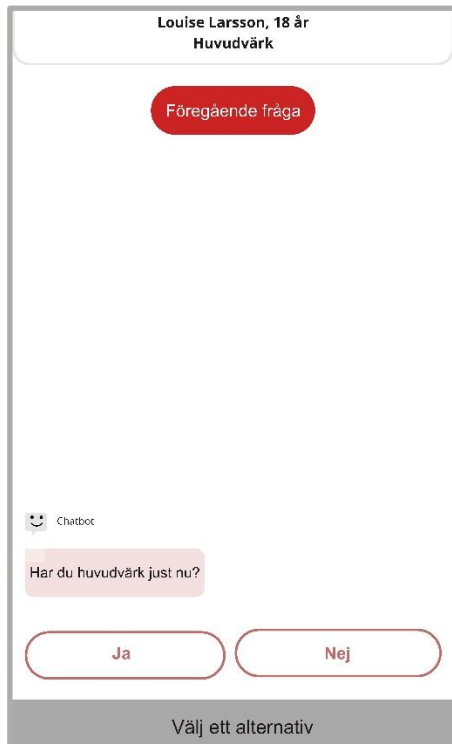 Louise Larsson, 18 år
Huvudvärk
Föregående fråga
Chatbot
Har du huvudvärk just nu?
Ja
Nej
Välj ett alternativ